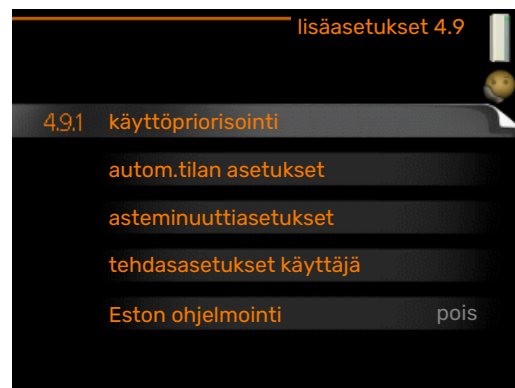 lisäasetukset 4.9
4.9.1 käyttöpriorisointi
autom.tilan asetukset
asteminuuttiasetukset
tehdasasetukset käyttäjä
Eston ohjelmointi pois